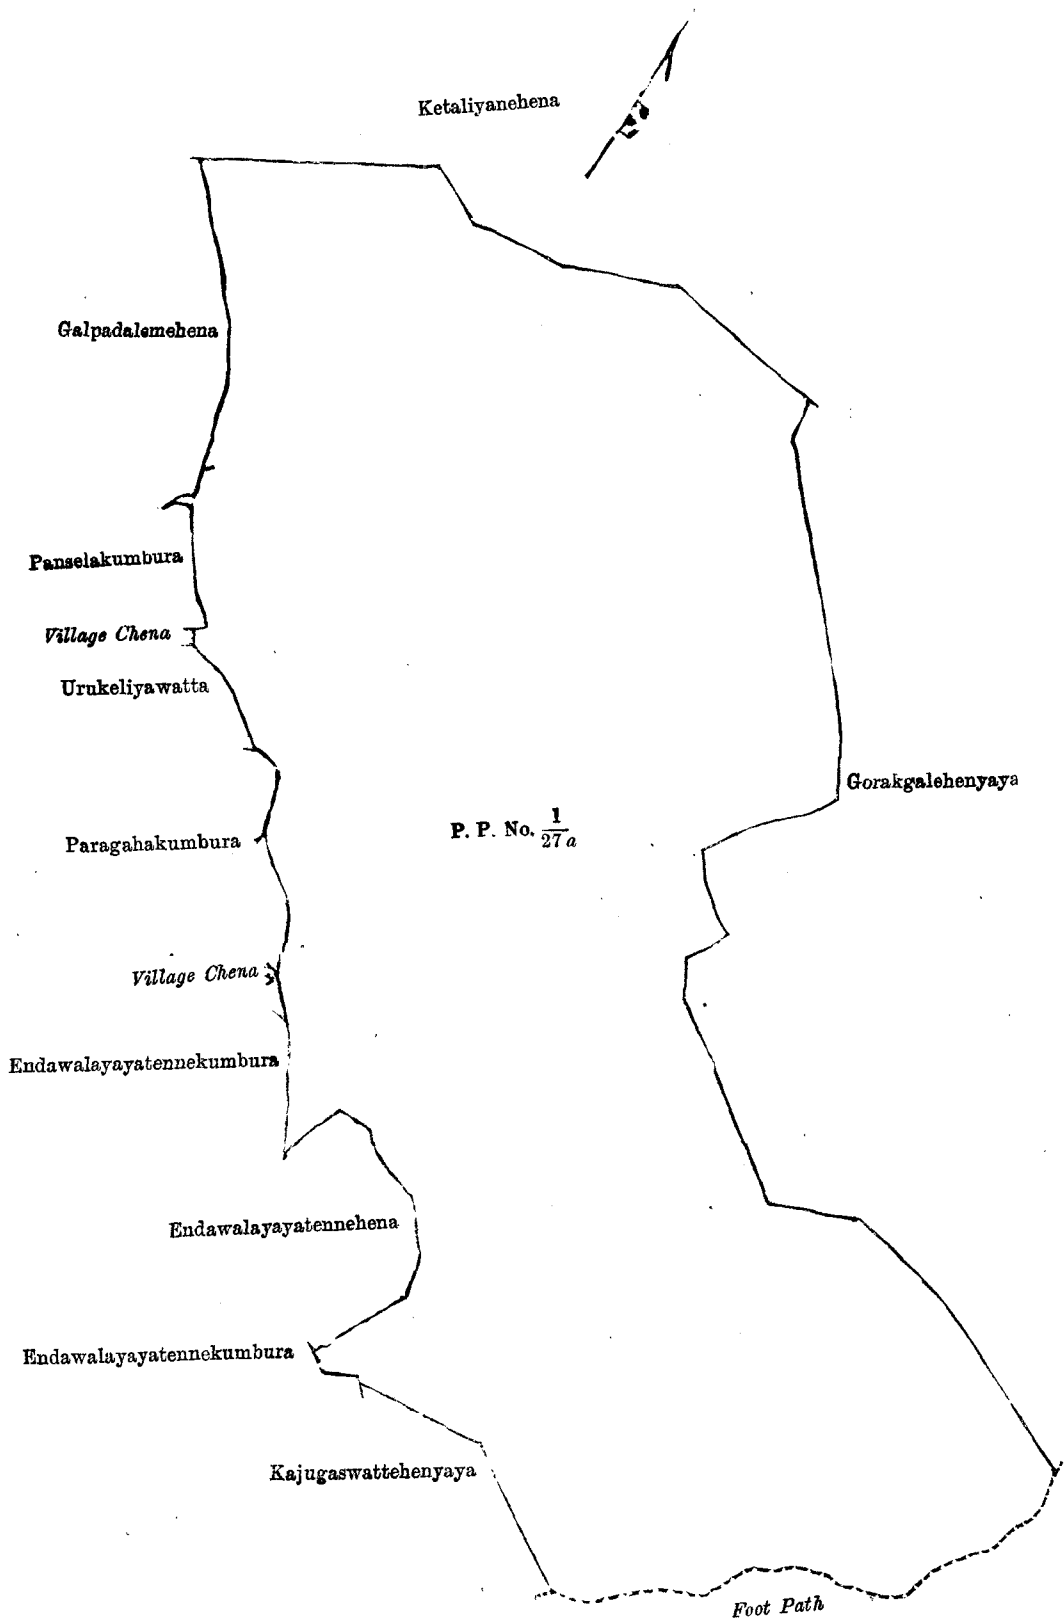 Ketaliyanehena
Galpadalemehena
Panselakumbura
Village Chena
Urukeliyawatta
Gorakgalehenyaya
P. P. No. 1/27a
Paragahakumbura
Village Chena
Endawalayayatennekumbura
Endawalayayatennehena
Endawalayayatennekumbura
Kajugaswattehenyaya
Foot Path